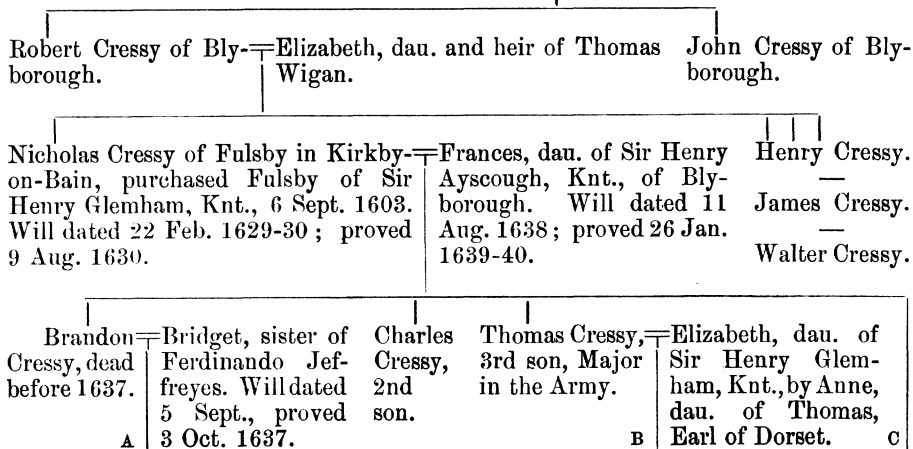 Robert Cressy of Bly-
borough.
Elizabeth, dau. and heir of Thomas
Wigan.
John Cressy of Bly-
borough.
Nicholas Cressy of Fulsby in Kirkby-
on-Bain, purchased Fulsby of Sir
Henry Glemham, Knt., 6 Sept. 1603.
Will dated 22 Feb. 1629-30 ; proved
9 Aug. 1630.
Frances, dau. of Sir Henry
Ayscough, Knt., of Bly-
borough. Will dated 11
Aug. 1638 ; proved 26 Jan.
1639-40.
Henry Cressy.
—
James Cressy.
—
Walter Cressy.
Brandon
Cressy, dead
before 1637.
A
Bridget, sister of
Ferdinando Jef-
freyes. Will dated
5 Sept., proved
3 Oct. 1637.
Charles
Cressy,
2nd
son.
Thomas Cressy,
3rd son, Major
in the Army.
B
Elizabeth, dau. of
Sir Henry Glem-
ham, Knt., by Anne,
dau. of Thomas,
Earl of Dorset.
C